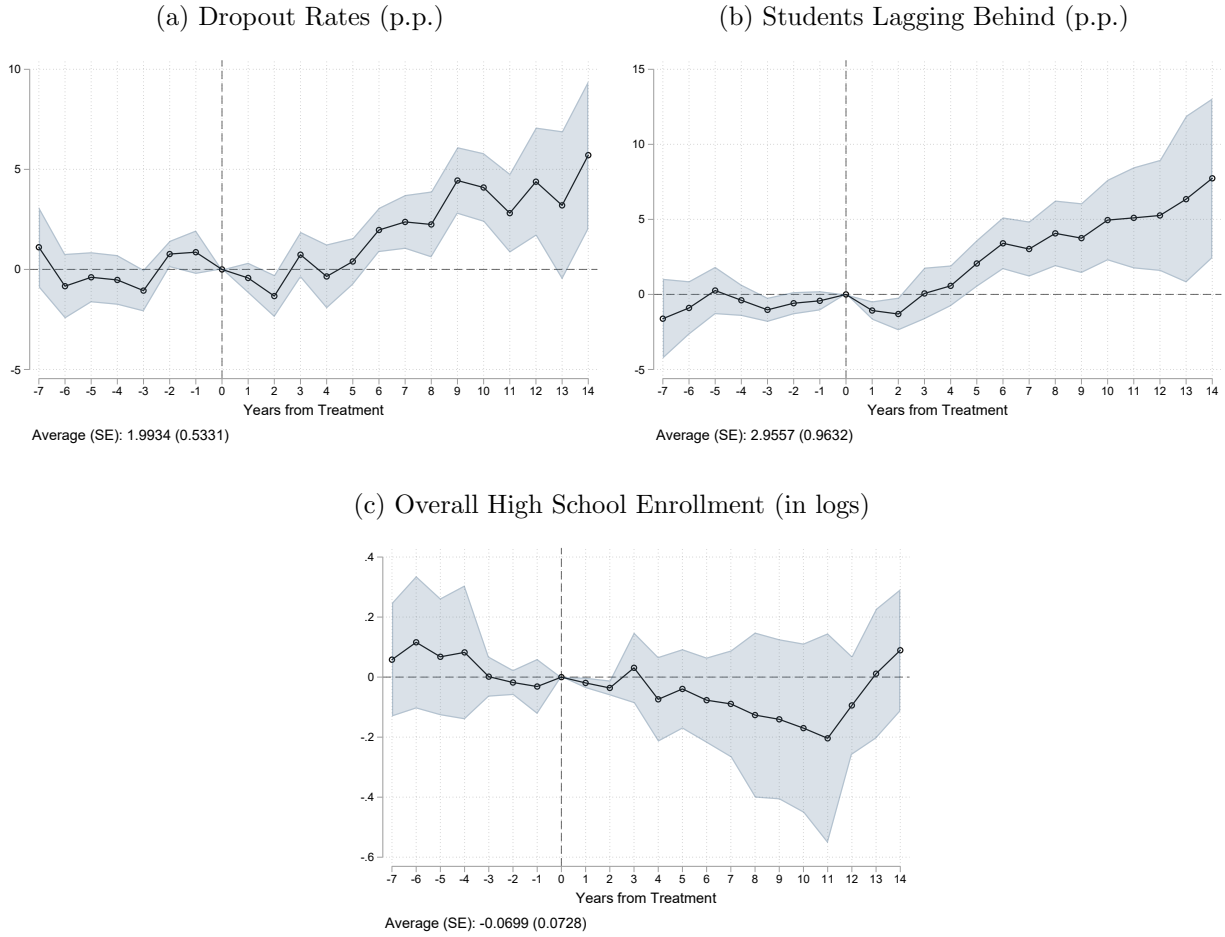 (a) Dropout Rates (p.p.)
10
5
0
-5
-7 -6 -5 -4 -3 -2 -1 0 1 2 3 4 5 6 7 8 9 10 11 12 13 14
Years from Treatment
Average (SE): 1.9934 (0.5331)
(b) Students Lagging Behind (p.p.)
15
10
5
0
-5
-7 -6 -5 -4 -3 -2 -1 0 1 2 3 4 5 6 7 8 9 10 11 12 13 14
Years from Treatment
Average (SE): 2.9557 (0.9632)
(c) Overall High School Enrollment (in logs)
.4
.2
0
-.2
-.4
-.6
-7 -6 -5 -4 -3 -2 -1 0 1 2 3 4 5 6 7 8 9 10 11 12 13 14
Years from Treatment
Average (SE): -0.0699 (0.0728)